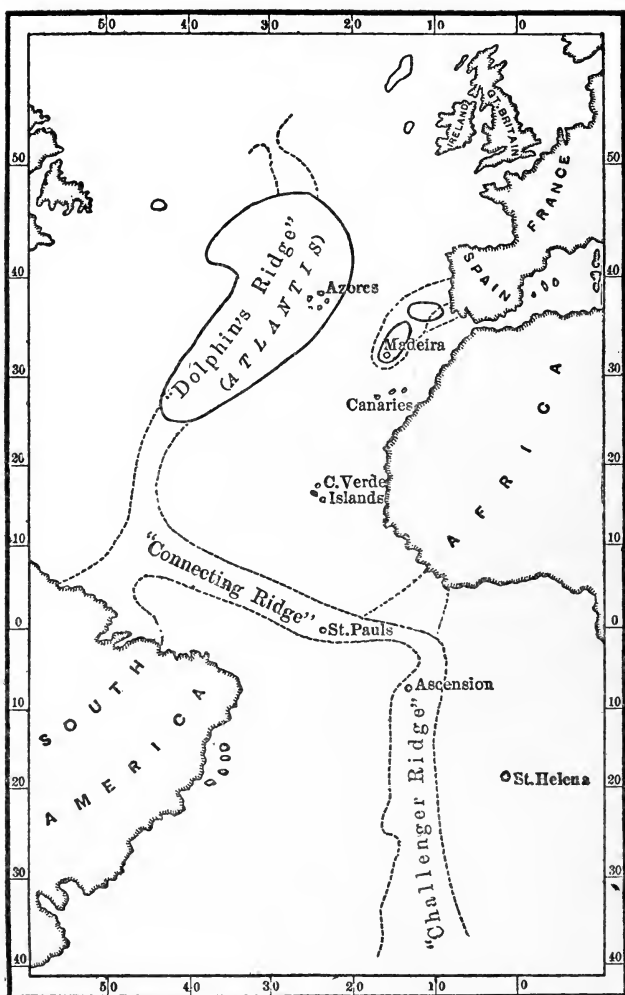 50 40 30 20 10 0
IRELAND
GT. BRITAIN
50 50
FRANCE
SPAIN
40 40
"Dolphin's Ridge"
(ATLANTIS)
Azores
Madeira
30 30
Canaries
20 20
C. Verde
Islands
AFRICA
10 10
"Connecting Ridge"
0 0
St. Pauls
SOUTH
AMERICA
Ascension
10 10
"Challenger Ridge"
St. Helena
20 20
30 30
40 40
50 40 30 20 10 0